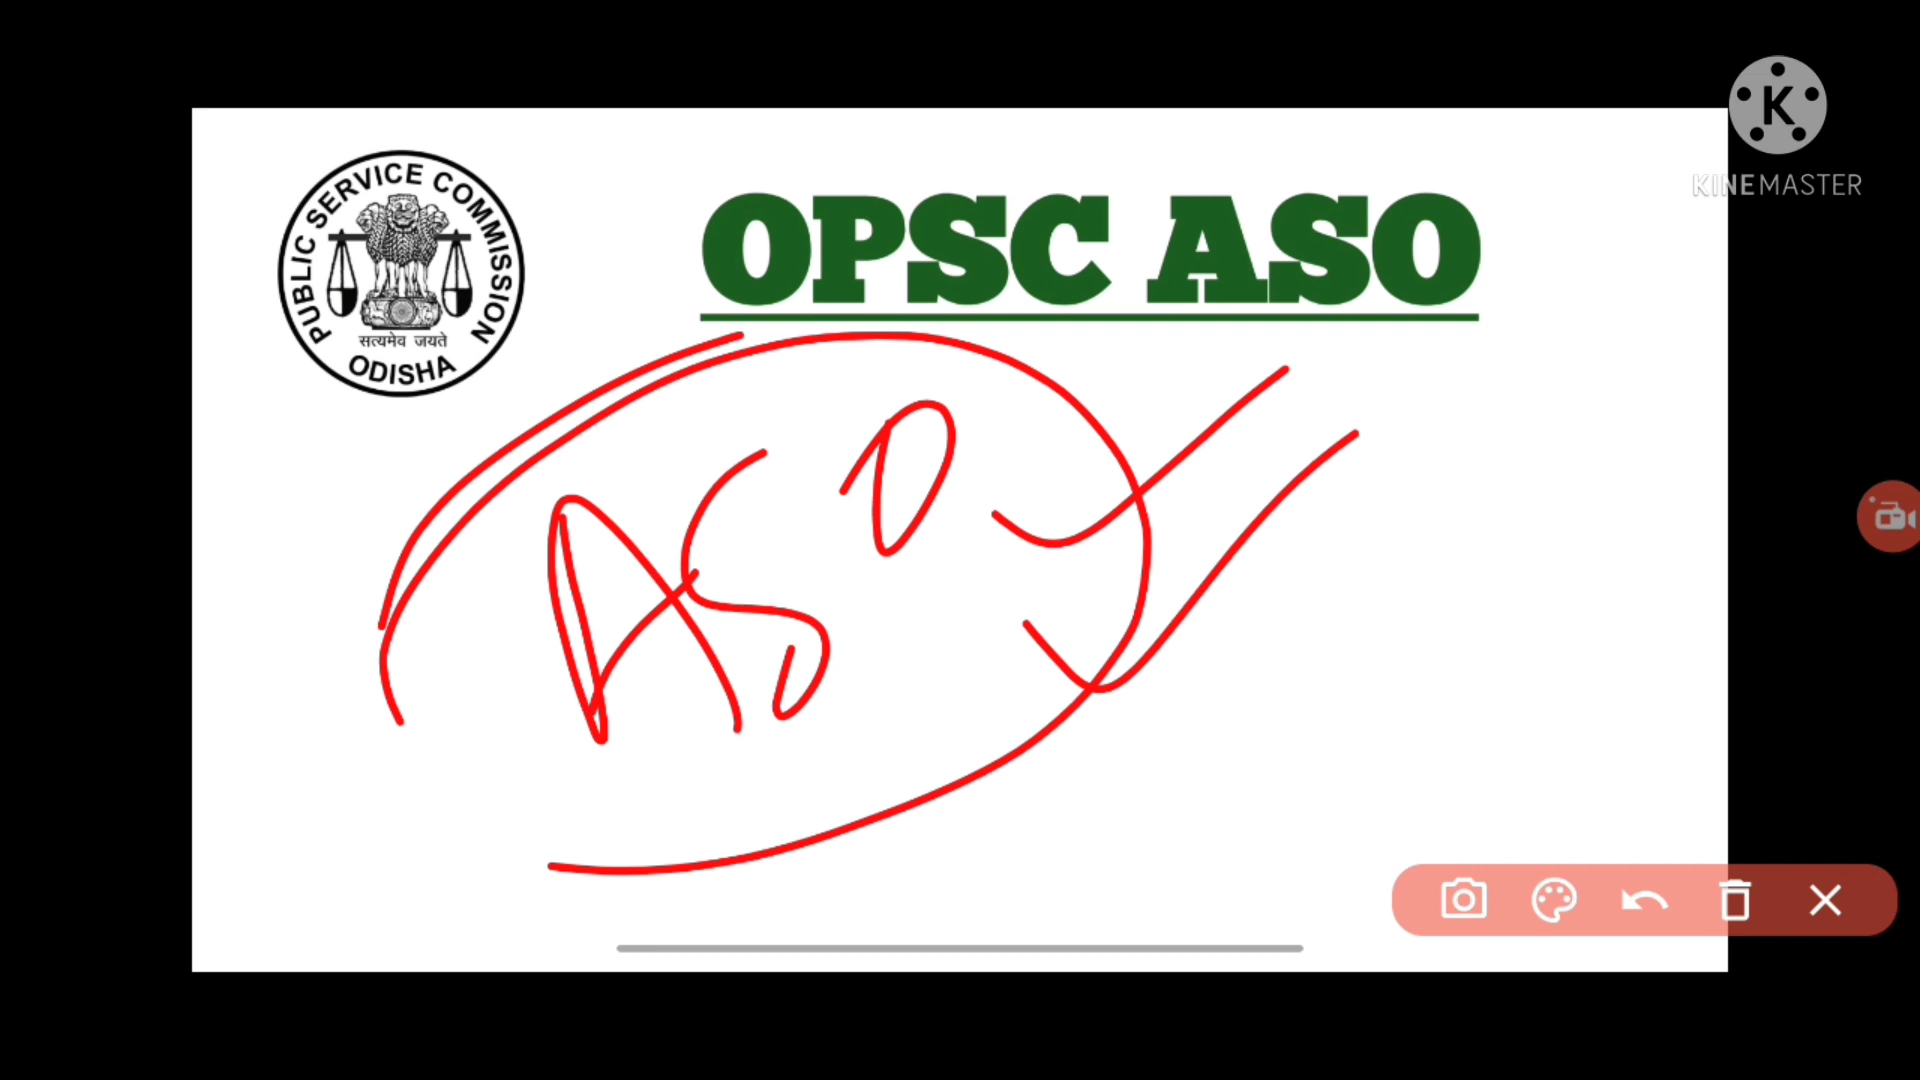 PUBLIC SERVICE COMMISSION
सत्यमेव जयते
ODISHA
OPSC ASO
K
KINEMASTER
ASO